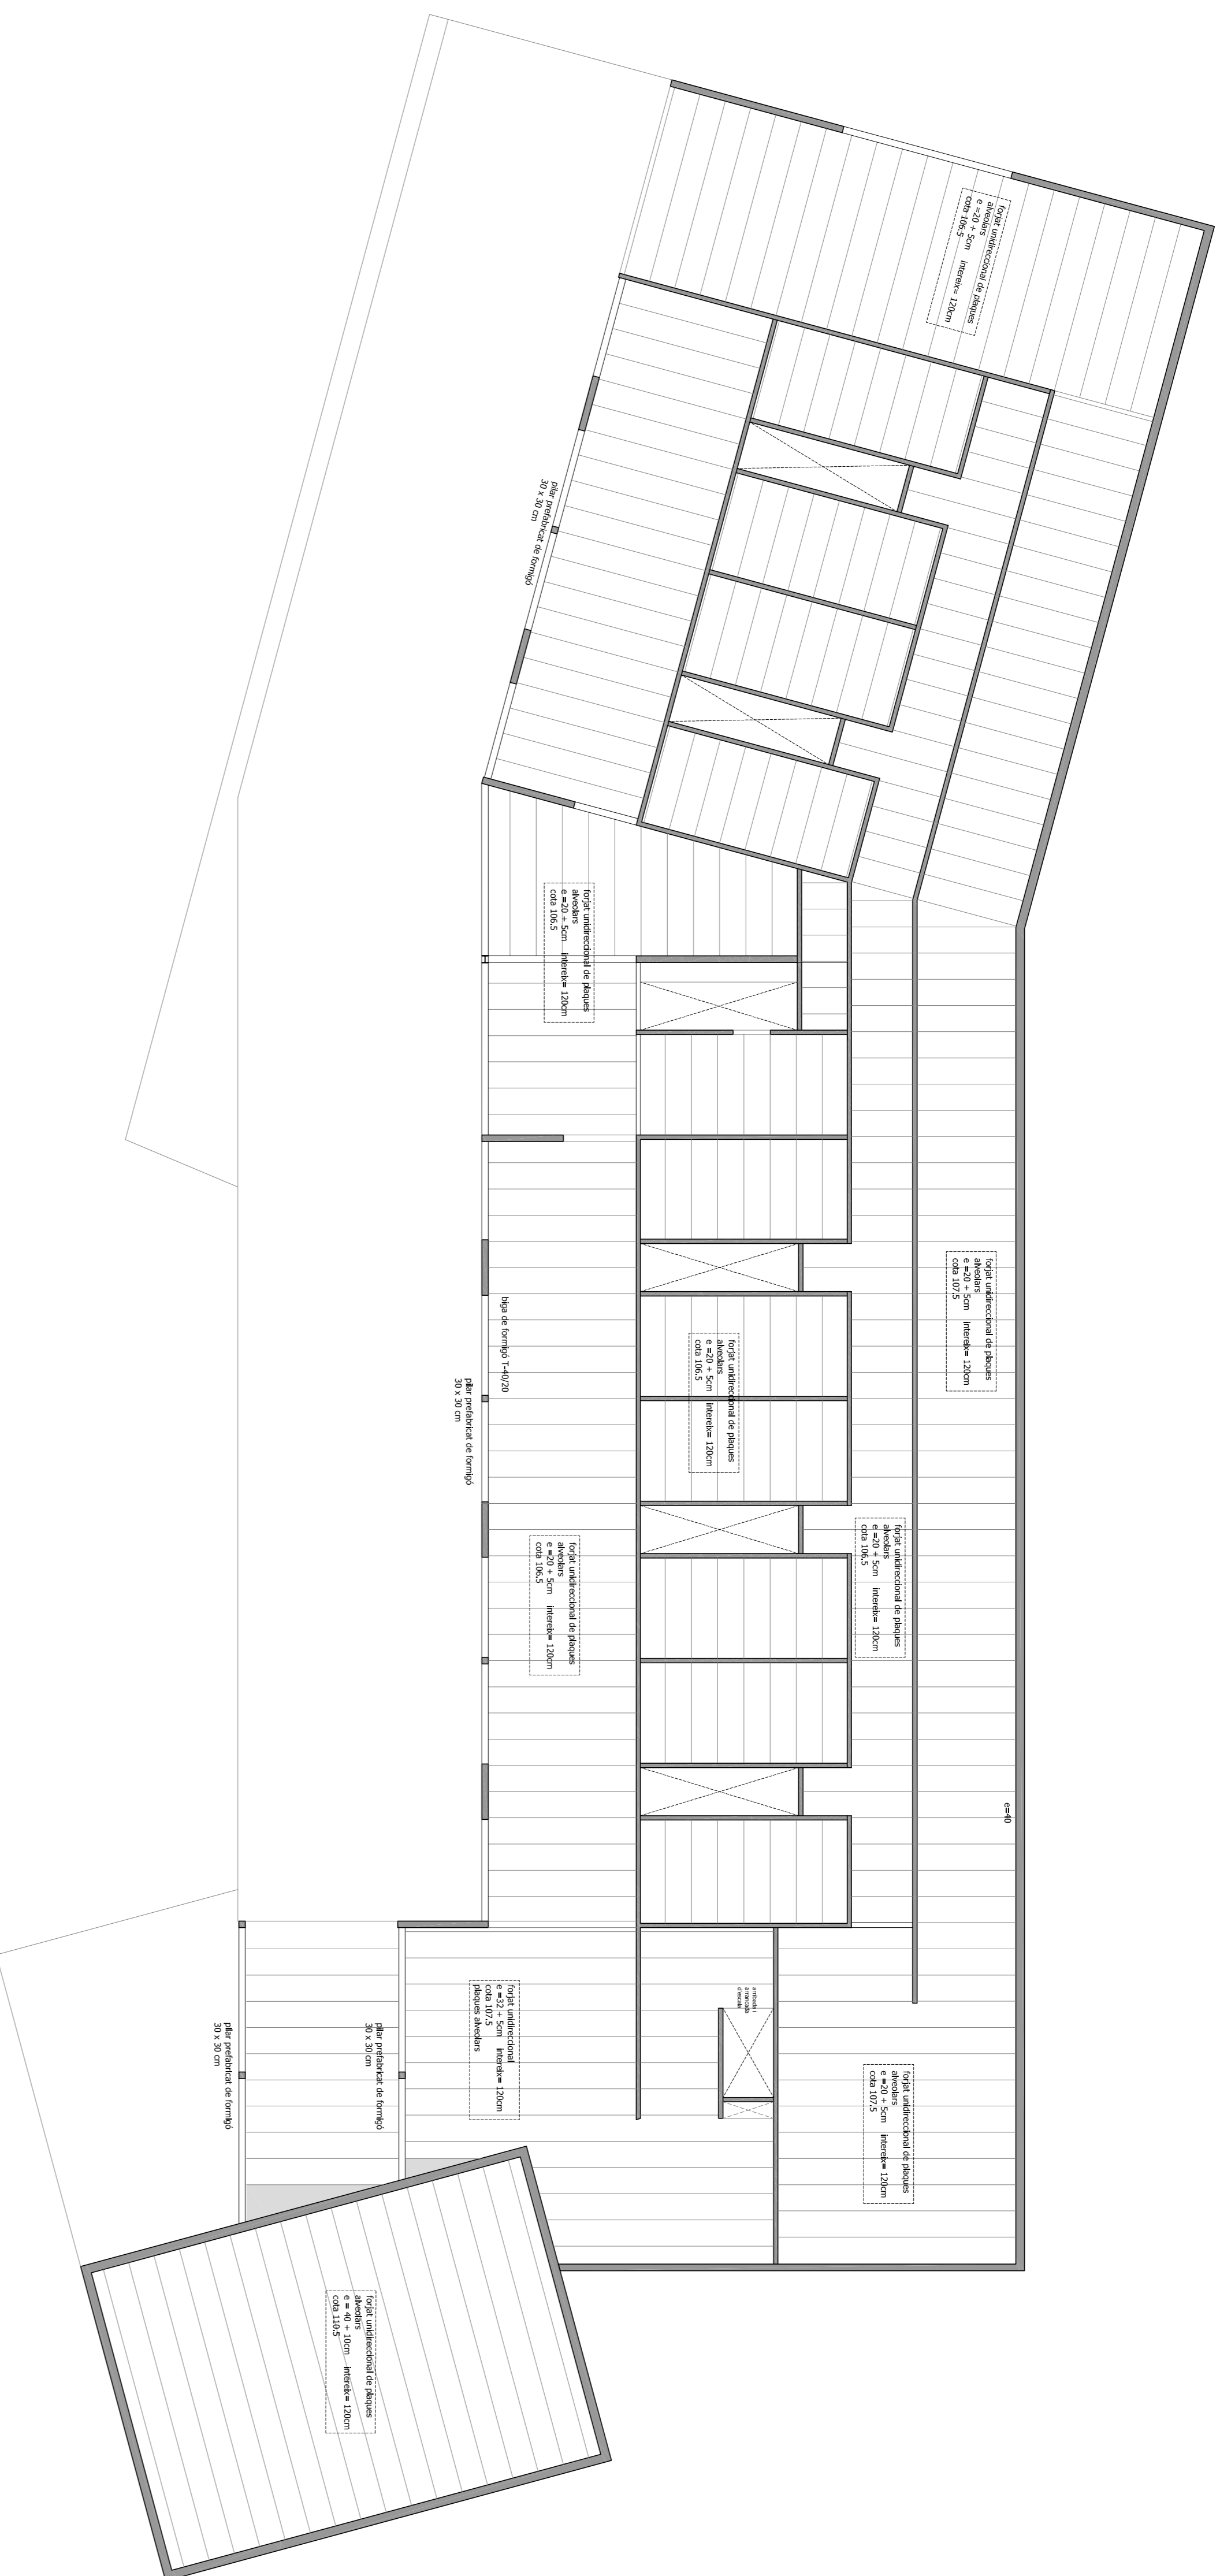 forjat unidireccional de plaques
alveolars
e =20 + 5cm intereix= 120cm
cota 106.5
pilar prefabricat de formigó
30 x 30 cm
forjat unidireccional de plaques
alveolars
e =20 + 5cm intereix= 120cm
cota 106.5
forjat unidireccional de plaques
alveolars
e =20 + 5cm intereix= 120cm
cota 107.5
biga de formigó T-40/20
forjat unidireccional de plaques
alveolars
e =20 + 5cm intereix= 120cm
cota 106.5
pilar prefabricat de formigó
30 x 30 cm
forjat unidireccional de plaques
alveolars
e =20 + 5cm intereix= 120cm
cota 106.5
forjat unidireccional de plaques
alveolars
e =20 + 5cm intereix= 120cm
cota 106.5
e=40
forjat unidireccional
e =32 + 5cm intereix= 120cm
cota 107.5
plaques alveolars
arribada i
arrancada
d'escala
pilar prefabricat de formigó
30 x 30 cm
pilar prefabricat de formigó
30 x 30 cm
forjat unidireccional de plaques
alveolars
e =20 + 5cm intereix= 120cm
cota 107.5
forjat unidireccional de plaques
alveolars
e = 40 + 10cm intereix= 120cm
cota 110.5